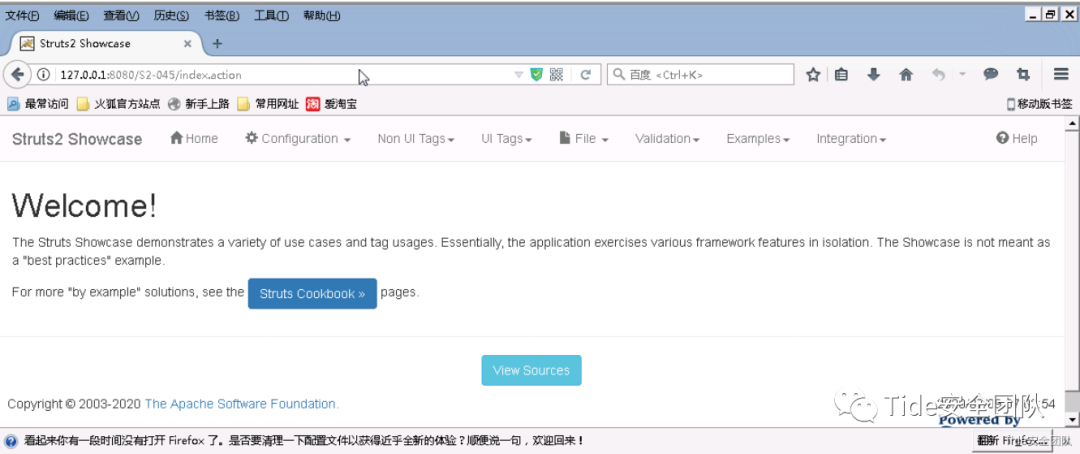 文件(F) 编辑(E) 查看(V) 历史(S) 书签(B) 工具(T) 帮助(H)
Struts2 Showcase
127.0.0.1:8080/S2-045/index.action
百度 <Ctrl+K>
最常访问 火狐官方站点 新手上路 常用网址 淘 爱淘宝 移动版书签
Struts2 Showcase Home Configuration Non UI Tags UI Tags File Validation Examples Integration Help
Welcome!
The Struts Showcase demonstrates a variety of use cases and tag usages. Essentially, the application exercises various framework features in isolation. The Showcase is not meant as
a "best practices" example.
For more "by example" solutions, see the Struts Cookbook » pages.
View Sources
Copyright © 2003-2020 The Apache Software Foundation.
Tide安全团队
Powered by
看起来你有一段时间没有打开 Firefox 了。是否要清理一下配置文件以获得近乎全新的体验？顺便说一句，欢迎回来！
翻新 Firefox...